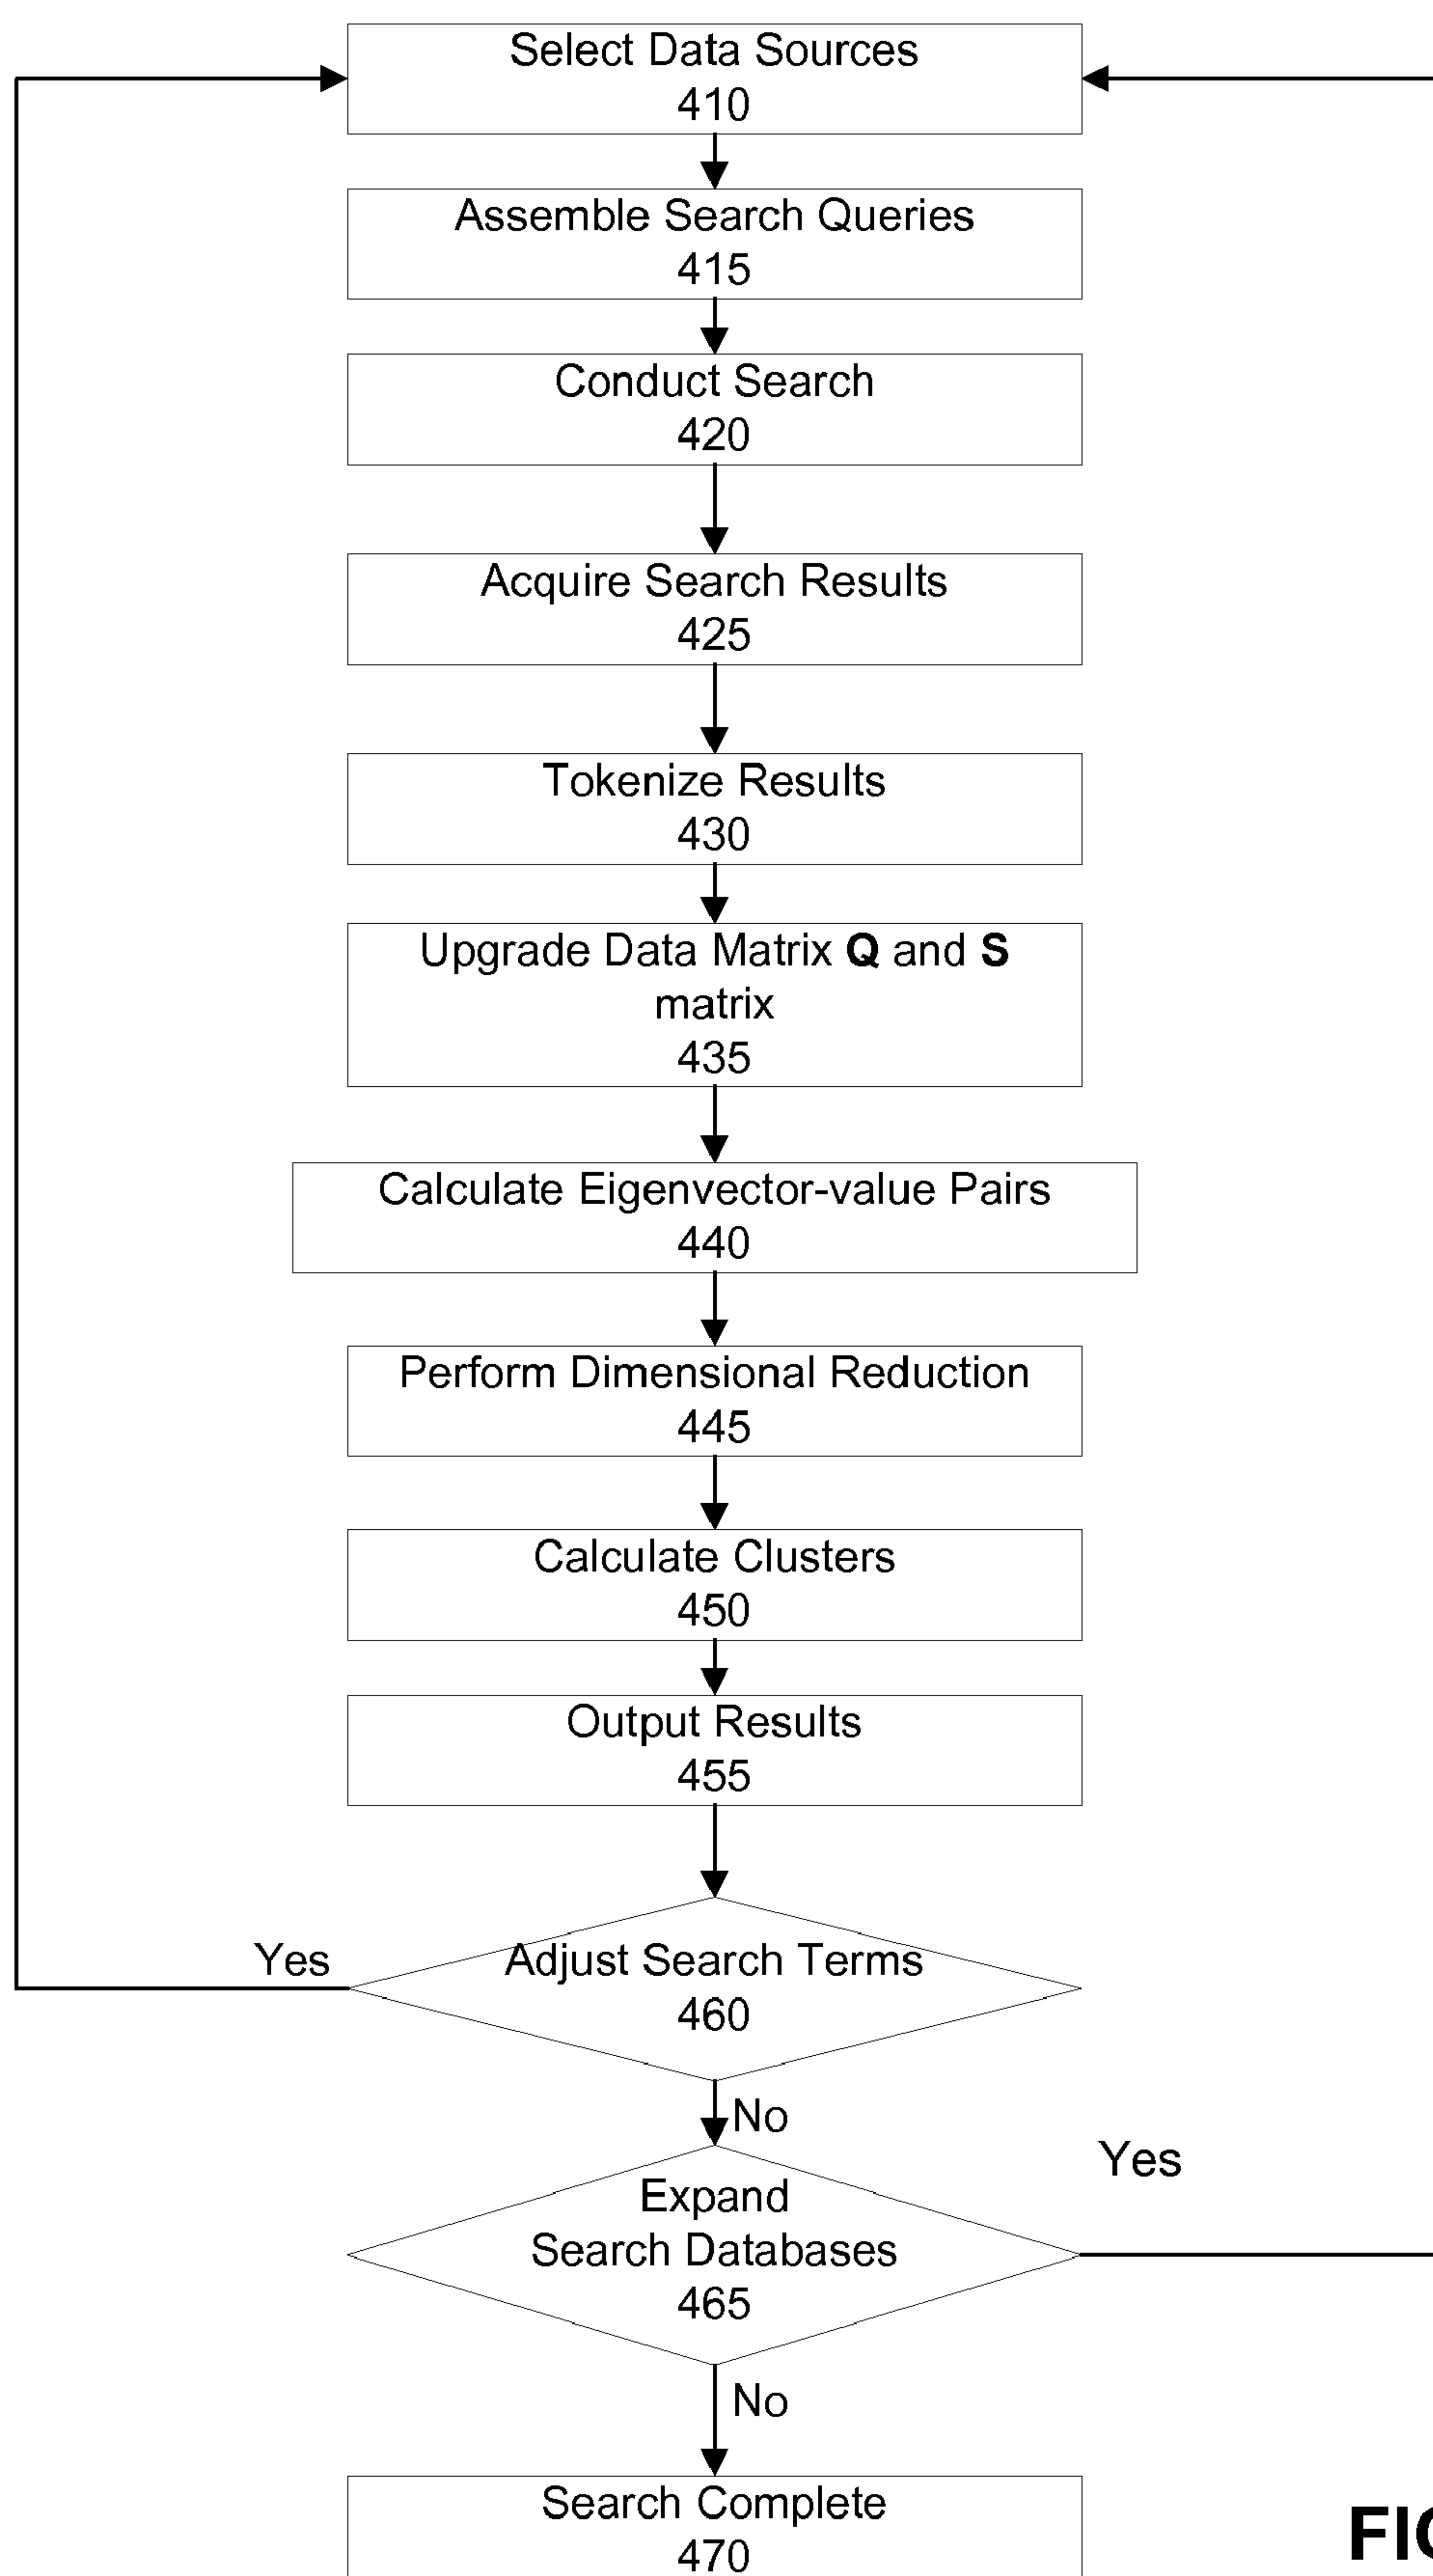 Select Data Sources
410
Assemble Search Queries
415
Conduct Search
420
Acquire Search Results
425
Tokenize Results
430
Upgrade Data Matrix Q and S
matrix
435
Calculate Eigenvector-value Pairs
440
Perform Dimensional Reduction
445
Calculate Clusters
450
Output Results
455
Yes
Adjust Search Terms
460
No
Yes
Expand
Search Databases
465
No
Search Complete
470